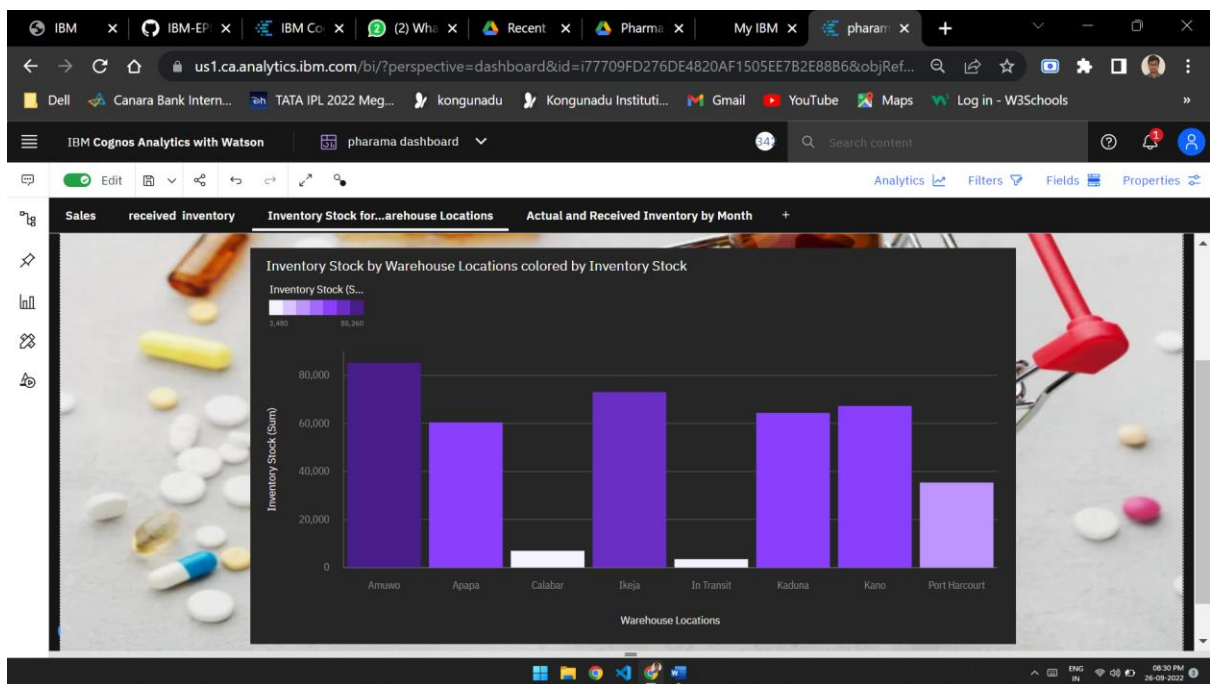 IBM IBM-EPI IBM Co (2) Wha Recent Pharma My IBM pharam
us1.ca.analytics.ibm.com/bi/?perspective=dashboard&id=i77709FD276DE4820AF1505EE7B2E88B6&objRef...
Dell Canara Bank Intern... TATA IPL 2022 Meg... kongunadu Kongunadu Instituti... Gmail YouTube Maps Log in - W3Schools »
IBM Cognos Analytics with Watson pharama dashboard Search content
Edit Analytics Filters Fields Properties
Sales received inventory Inventory Stock for...arehouse Locations Actual and Received Inventory by Month +
Inventory Stock by Warehouse Locations colored by Inventory Stock
Inventory Stock (S...
3,480
80,000
60,000
40,000
20,000
0
Inventory Stock (Sum)
Amuwo Apapa Calabar Ikeja In Transit Kaduna Kano Port Harcourt
Warehouse Locations
ENG 08:30 PM
IN 26-09-2022